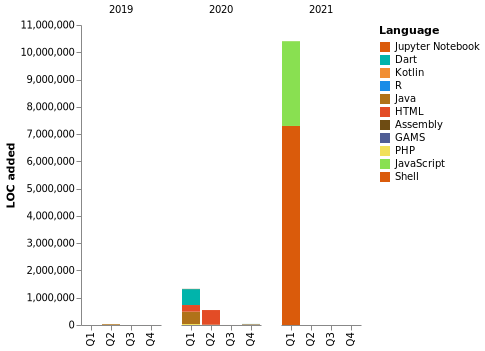 2019 2020 2021
11,000,000
10,000,000
9,000,000
8,000,000
7,000,000
6,000,000
5,000,000
4,000,000
3,000,000
2,000,000
1,000,000
0
LOC added
Q1 Q2 Q3 Q4 Q1 Q2 Q3 Q4 Q1 Q2 Q3 Q4
Language
Jupyter Notebook
Dart
Kotlin
R
Java
HTML
Assembly
GAMS
PHP
JavaScript
Shell